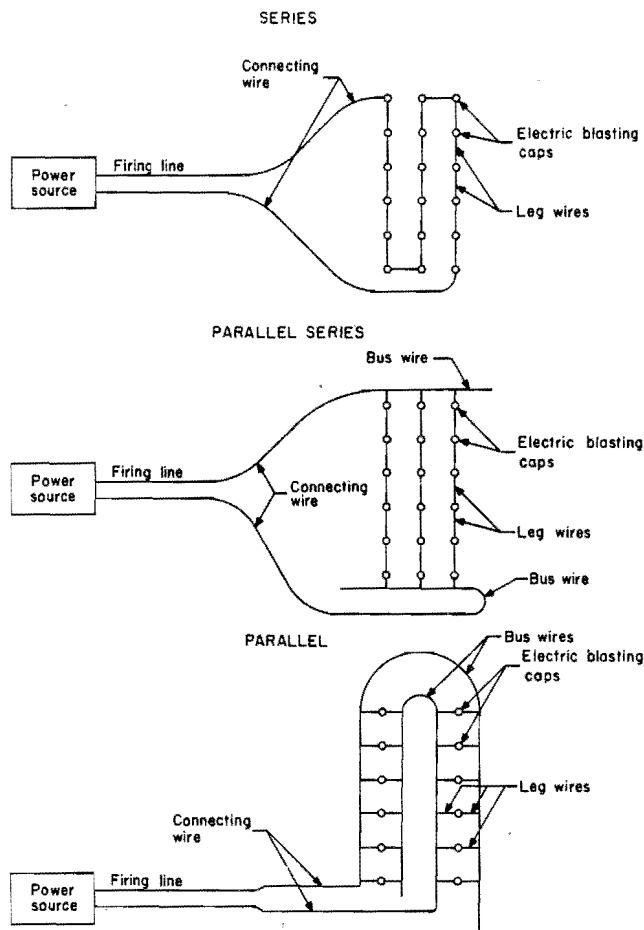 SERIES
Connecting
wire
Power
source
Firing line
Electric blasting
caps
Leg wires
PARALLEL SERIES
Bus wire
Power
source
Firing line
Connecting
wire
Electric blasting
caps
Leg wires
Bus wire
PARALLEL
Bus wires
Electric blasting
caps
Leg wires
Connecting
wire
Power
source
Firing line